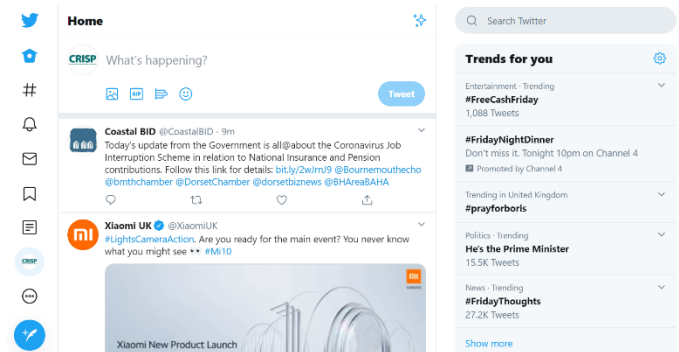 Home
CRISP What's happening?
GIF
Tweet
Coastal BID @CoastalBID · 9m
Today's update from the Government is all@about the Coronavirus Job
Interruption Scheme in relation to National Insurance and Pension
contributions. Follow this link for details: bit.ly/2wJrnJ9 @Bournemouthecho
@bmthchamber @DorsetChamber @dorsetbiznews @BHAreaBAHA
Xiaomi UK @XiaomiUK
#LightsCameraAction. Are you ready for the main event? You never know
what you might see 👀 #Mi10
Xiaomi New Product Launch
CRISP
Search Twitter
Trends for you
Entertainment · Trending
#FreeCashFriday
1,088 Tweets
#FridayNightDinner
Don't miss it. Tonight 10pm on Channel 4
Promoted by Channel 4
Trending in United Kingdom
#prayforboris
Politics · Trending
He's the Prime Minister
15.5K Tweets
News · Trending
#FridayThoughts
27.2K Tweets
Show more